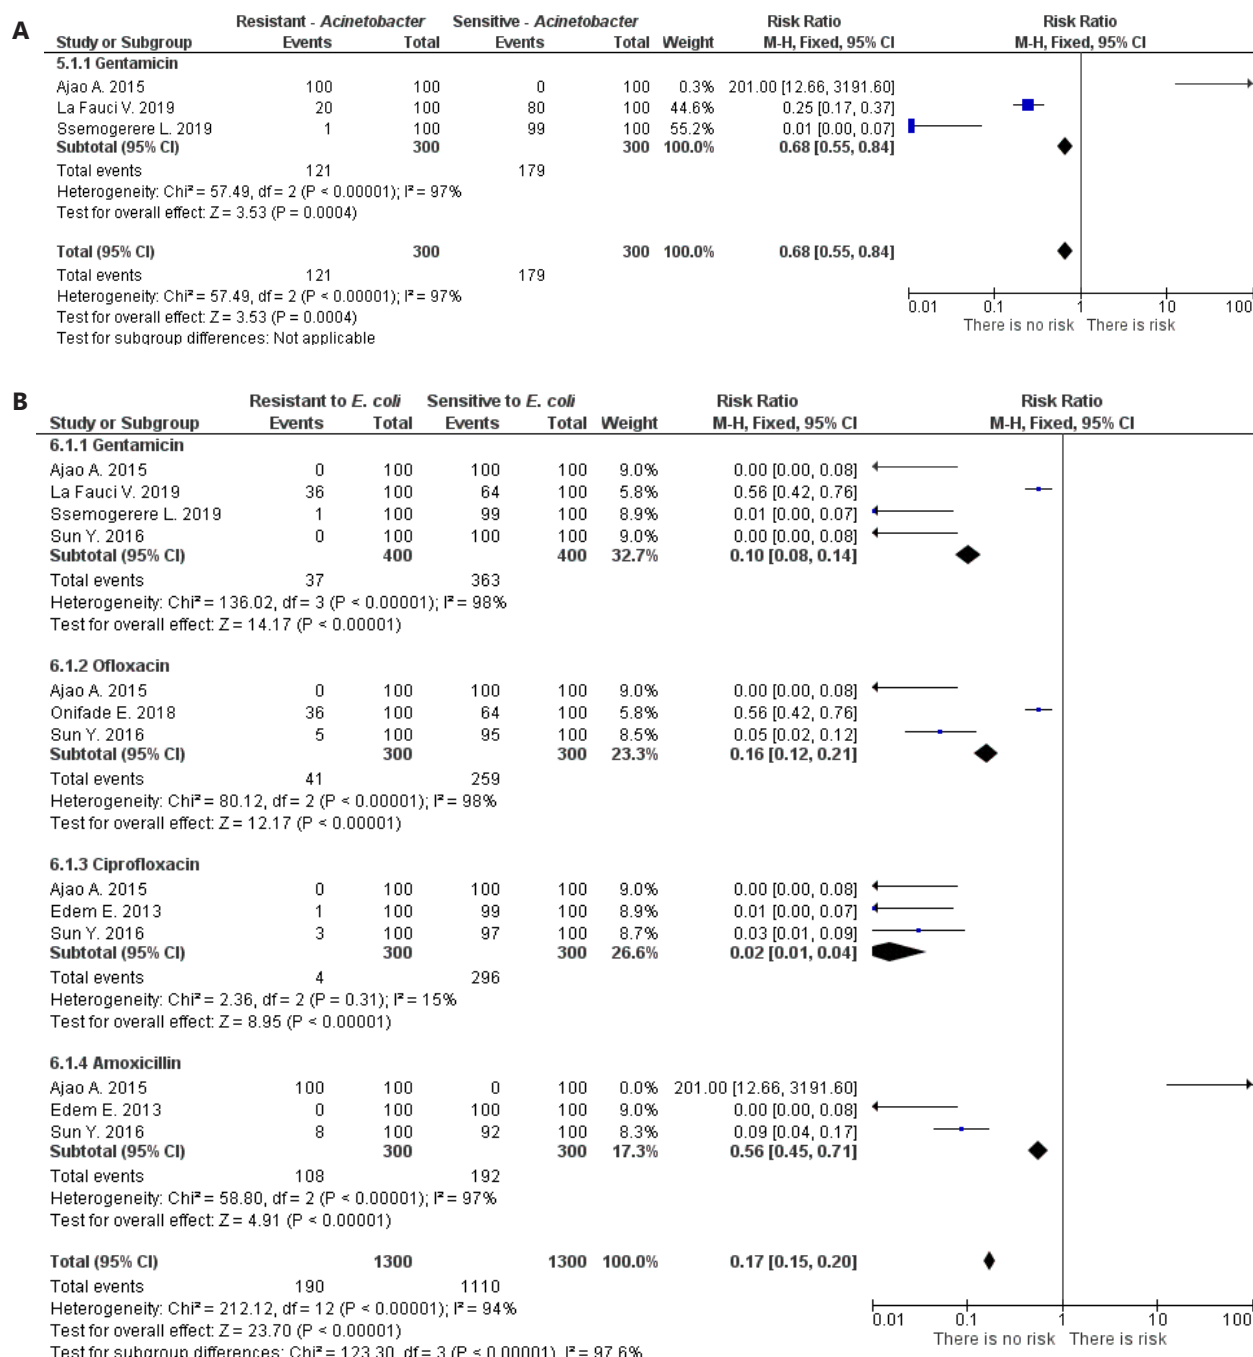 A
Resistant - Acinetobacter Sensitive - Acinetobacter Risk Ratio Risk Ratio
Study or Subgroup Events Total Events Total Weight M-H, Fixed, 95% CI M-H, Fixed, 95% CI
5.1.1 Gentamicin
Ajao A. 2015 100 100 0 100 0.3% 201.00 [12.66, 3191.60]
La Fauci V. 2019 20 100 80 100 44.6% 0.25 [0.17, 0.37]
Ssemogerere L. 2019 1 100 99 100 55.2% 0.01 [0.00, 0.07]
Subtotal (95% CI) 300 300 100.0% 0.68 [0.55, 0.84]
Total events 121 179
Heterogeneity: Chi² = 57.49, df = 2 (P < 0.00001); I² = 97%
Test for overall effect: Z = 3.53 (P = 0.0004)
Total (95% CI) 300 300 100.0% 0.68 [0.55, 0.84]
Total events 121 179
Heterogeneity: Chi² = 57.49, df = 2 (P < 0.00001); I² = 97%
Test for overall effect: Z = 3.53 (P = 0.0004)
Test for subgroup differences: Not applicable
0.01 0.1 1 10 100
There is no risk There is risk
B
Resistant to E. coli Sensitive to E. coli Risk Ratio Risk Ratio
Study or Subgroup Events Total Events Total Weight M-H, Fixed, 95% CI M-H, Fixed, 95% CI
6.1.1 Gentamicin
Ajao A. 2015 0 100 100 100 9.0% 0.00 [0.00, 0.08]
La Fauci V. 2019 36 100 64 100 5.8% 0.56 [0.42, 0.76]
Ssemogerere L. 2019 1 100 99 100 8.9% 0.01 [0.00, 0.07]
Sun Y. 2016 0 100 100 100 9.0% 0.00 [0.00, 0.08]
Subtotal (95% CI) 400 400 32.7% 0.10 [0.08, 0.14]
Total events 37 363
Heterogeneity: Chi² = 136.02, df = 3 (P < 0.00001); I² = 98%
Test for overall effect: Z = 14.17 (P < 0.00001)
6.1.2 Ofloxacin
Ajao A. 2015 0 100 100 100 9.0% 0.00 [0.00, 0.08]
Onifade E. 2018 36 100 64 100 5.8% 0.56 [0.42, 0.76]
Sun Y. 2016 5 100 95 100 8.5% 0.05 [0.02, 0.12]
Subtotal (95% CI) 300 300 23.3% 0.16 [0.12, 0.21]
Total events 41 259
Heterogeneity: Chi² = 80.12, df = 2 (P < 0.00001); I² = 98%
Test for overall effect: Z = 12.17 (P < 0.00001)
6.1.3 Ciprofloxacin
Ajao A. 2015 0 100 100 100 9.0% 0.00 [0.00, 0.08]
Edem E. 2013 1 100 99 100 8.9% 0.01 [0.00, 0.07]
Sun Y. 2016 3 100 97 100 8.7% 0.03 [0.01, 0.09]
Subtotal (95% CI) 300 300 26.6% 0.02 [0.01, 0.04]
Total events 4 296
Heterogeneity: Chi² = 2.36, df = 2 (P = 0.31); I² = 15%
Test for overall effect: Z = 8.95 (P < 0.00001)
6.1.4 Amoxicillin
Ajao A. 2015 100 100 0 100 0.0% 201.00 [12.66, 3191.60]
Edem E. 2013 0 100 100 100 9.0% 0.00 [0.00, 0.08]
Sun Y. 2016 8 100 92 100 8.3% 0.09 [0.04, 0.17]
Subtotal (95% CI) 300 300 17.3% 0.56 [0.45, 0.71]
Total events 108 192
Heterogeneity: Chi² = 58.80, df = 2 (P < 0.00001); I² = 97%
Test for overall effect: Z = 4.91 (P < 0.00001)
Total (95% CI) 1300 1300 100.0% 0.17 [0.15, 0.20]
Total events 190 1110
Heterogeneity: Chi² = 212.12, df = 12 (P < 0.00001); I² = 94%
Test for overall effect: Z = 23.70 (P < 0.00001)
Test for subgroup differences: Chi² = 123.30, df = 3 (P < 0.00001), I² = 97.6%
0.01 0.1 1 10 100
There is no risk There is risk